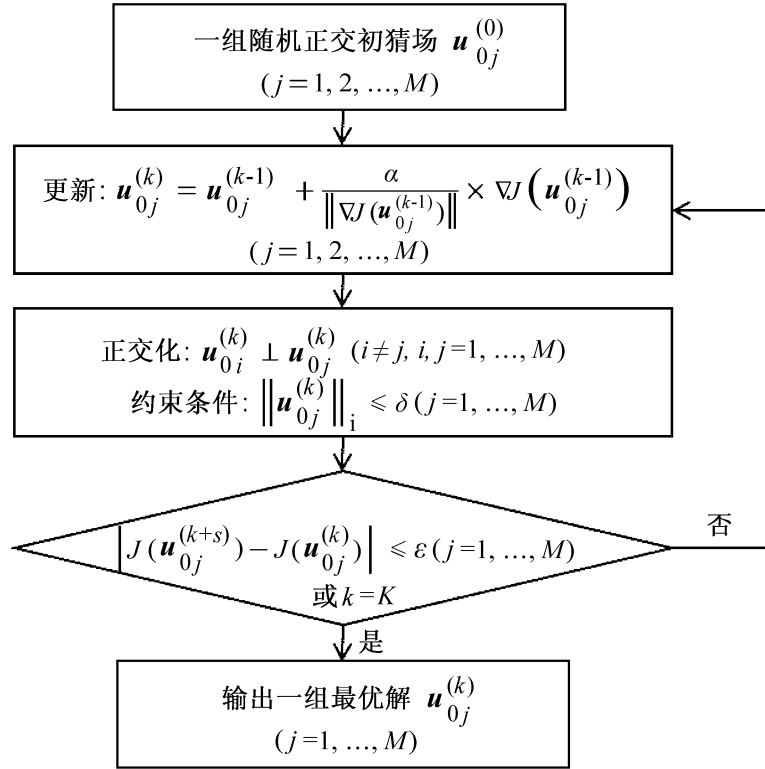 一组随机正交初猜场 u_{0j}^{(0)}
(j=1, 2, ..., M)
更新: u_{0j}^{(k)} = u_{0j}^{(k-1)} + \frac{α}{‖∇J(u_{0j}^{(k-1)})‖} × ∇J(u_{0j}^{(k-1)})
(j=1, 2, ..., M)
正交化: u_{0i}^{(k)} ⊥ u_{0j}^{(k)} (i≠j, i, j=1, ..., M)
约束条件: ‖u_{0j}^{(k)}‖_i ⩽ δ (j=1, ..., M)
|J(u_{0j}^{(k+s)}) − J(u_{0j}^{(k)})| ⩽ ε (j=1, ..., M)
或 k=K
否
是
输出一组最优解 u_{0j}^{(k)}
(j=1, ..., M)